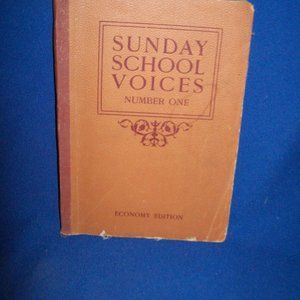 SUNDAY
SCHOOL
VOICES
NUMBER ONE
ECONOMY EDITION